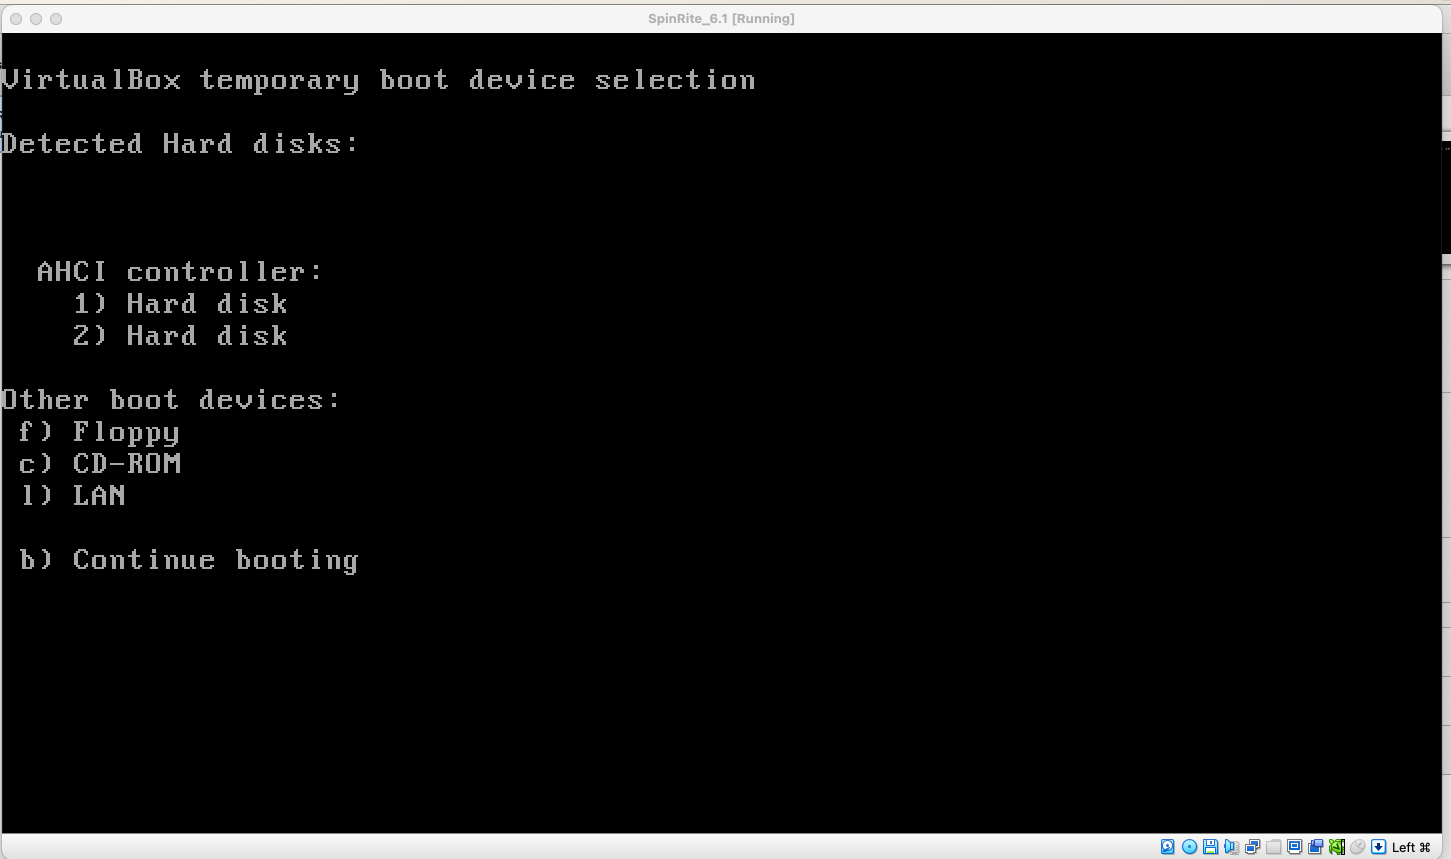 SpinRite_6.1 [Running]
VirtualBox temporary boot device selection
Detected Hard disks:
AHCI controller:
1) Hard disk
2) Hard disk
Other boot devices:
f) Floppy
c) CD-ROM
l) LAN
b) Continue booting
Left ⌘